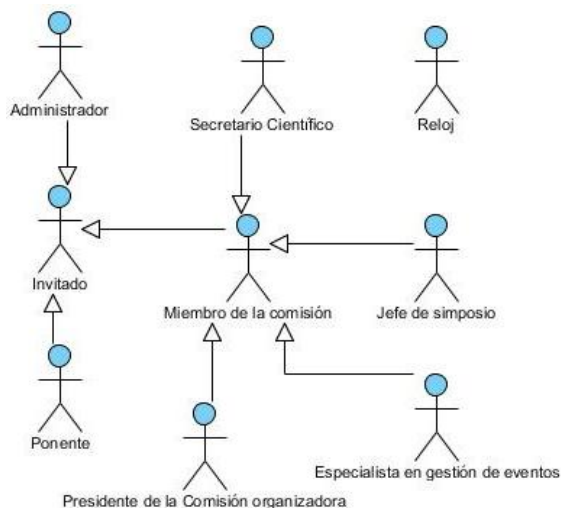 Administrador
Secretario Científico
Reloj
Invitado
Miembro de la comisión
Jefe de simposio
Ponente
Especialista en gestión de eventos
Presidente de la Comisión organizadora